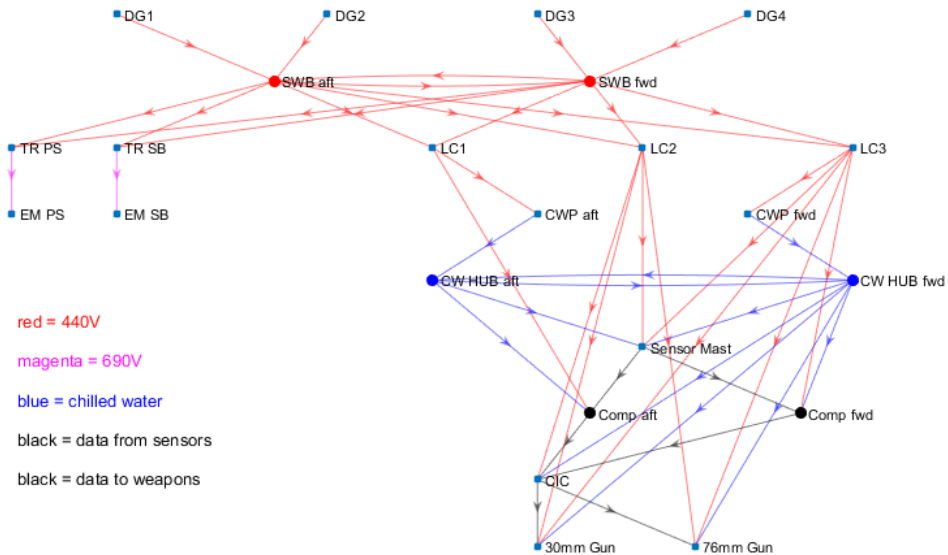 DG1
DG2
DG3
DG4
SWB aft
SWB fwd
TR PS
TR SB
LC1
LC2
LC3
EM PS
EM SB
CWP aft
CWP fwd
CW HUB aft
CW HUB fwd
red = 440V
Sensor Mast
magenta = 690V
blue = chilled water
Comp aft
Comp fwd
black = data from sensors
black = data to weapons
CIC
30mm Gun
76mm Gun